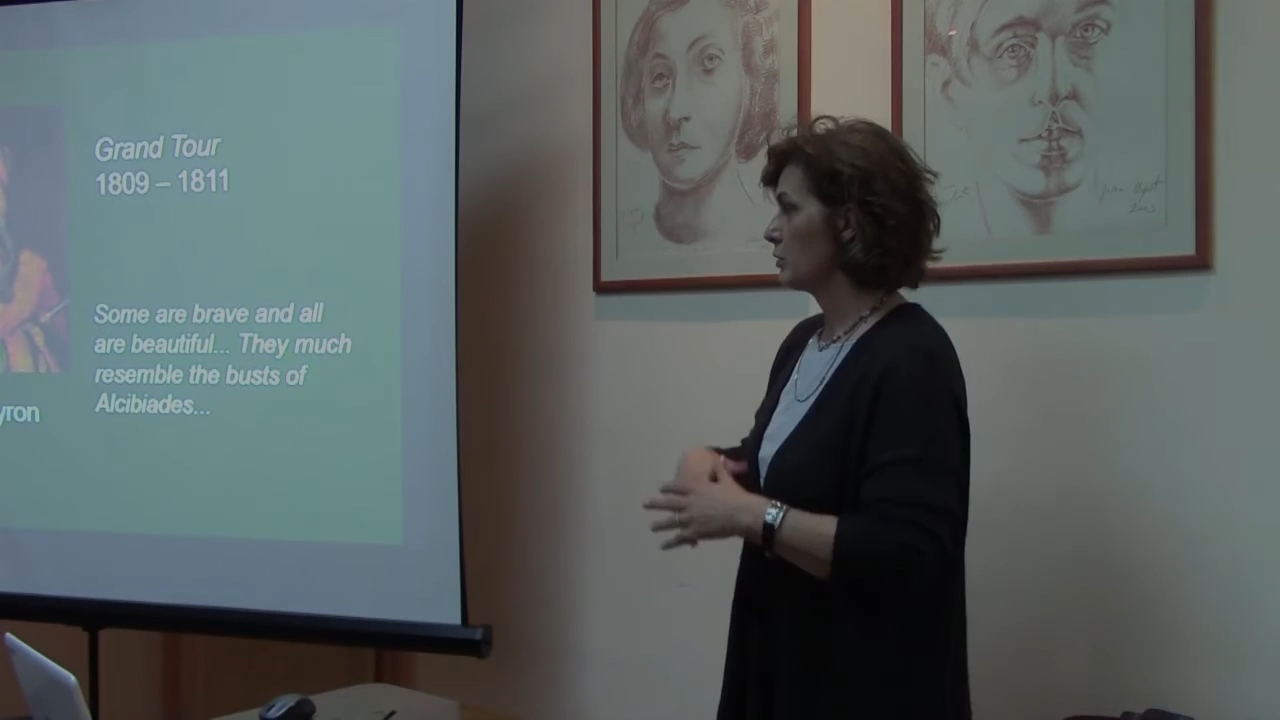 Grand Tour
1809 – 1811
Some are brave and all
are beautiful... They much
resemble the busts of
Alcibiades...
yron
2003